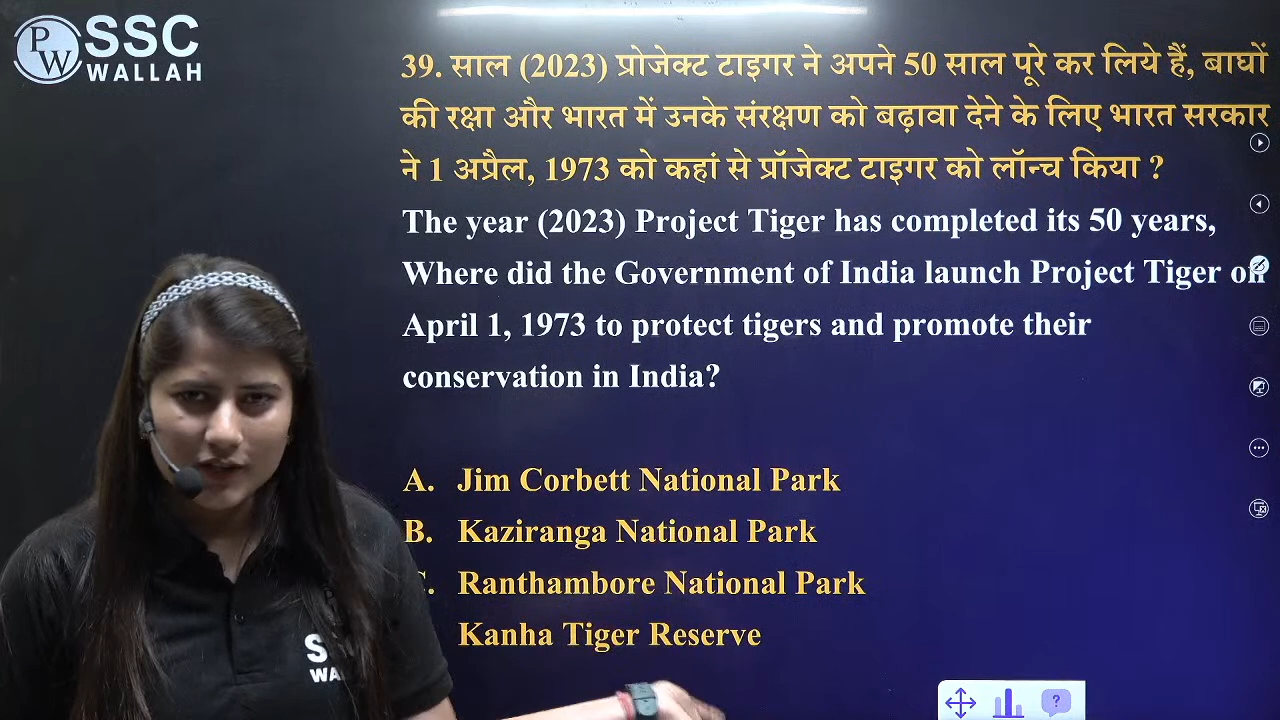 PW
SSC
WALLAH
39. साल (2023) प्रोजेक्ट टाइगर ने अपने 50 साल पूरे कर लिये हैं, बाघों
की रक्षा और भारत में उनके संरक्षण को बढ़ावा देने के लिए भारत सरकार
ने 1 अप्रैल, 1973 को कहां से प्रॉजेक्ट टाइगर को लॉन्च किया ?
The year (2023) Project Tiger has completed its 50 years,
Where did the Government of India launch Project Tiger on
April 1, 1973 to protect tigers and promote their
conservation in India?
A. Jim Corbett National Park
B. Kaziranga National Park
C. Ranthambore National Park
Kanha Tiger Reserve